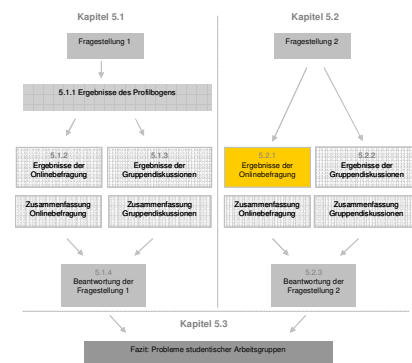 Kapitel 5.1
Kapitel 5.2
Fragestellung 1
Fragestellung 2
5.1.1 Ergebnisse des Profilbogens
5.1.2
Ergebnisse der
Onlinebefragung
5.1.3
Ergebnisse der
Gruppendiskussionen
5.2.1
Ergebnisse der
Onlinebefragung
5.2.2
Ergebnisse der
Gruppendiskussionen
Zusammenfassung
Onlinebefragung
Zusammenfassung
Gruppendiskussionen
Zusammenfassung
Onlinebefragung
Zusammenfassung
Gruppendiskussionen
5.1.4
Beantwortung der
Fragestellung 1
5.2.3
Beantwortung der
Fragestellung 2
Kapitel 5.3
Fazit: Probleme studentischer Arbeitsgruppen